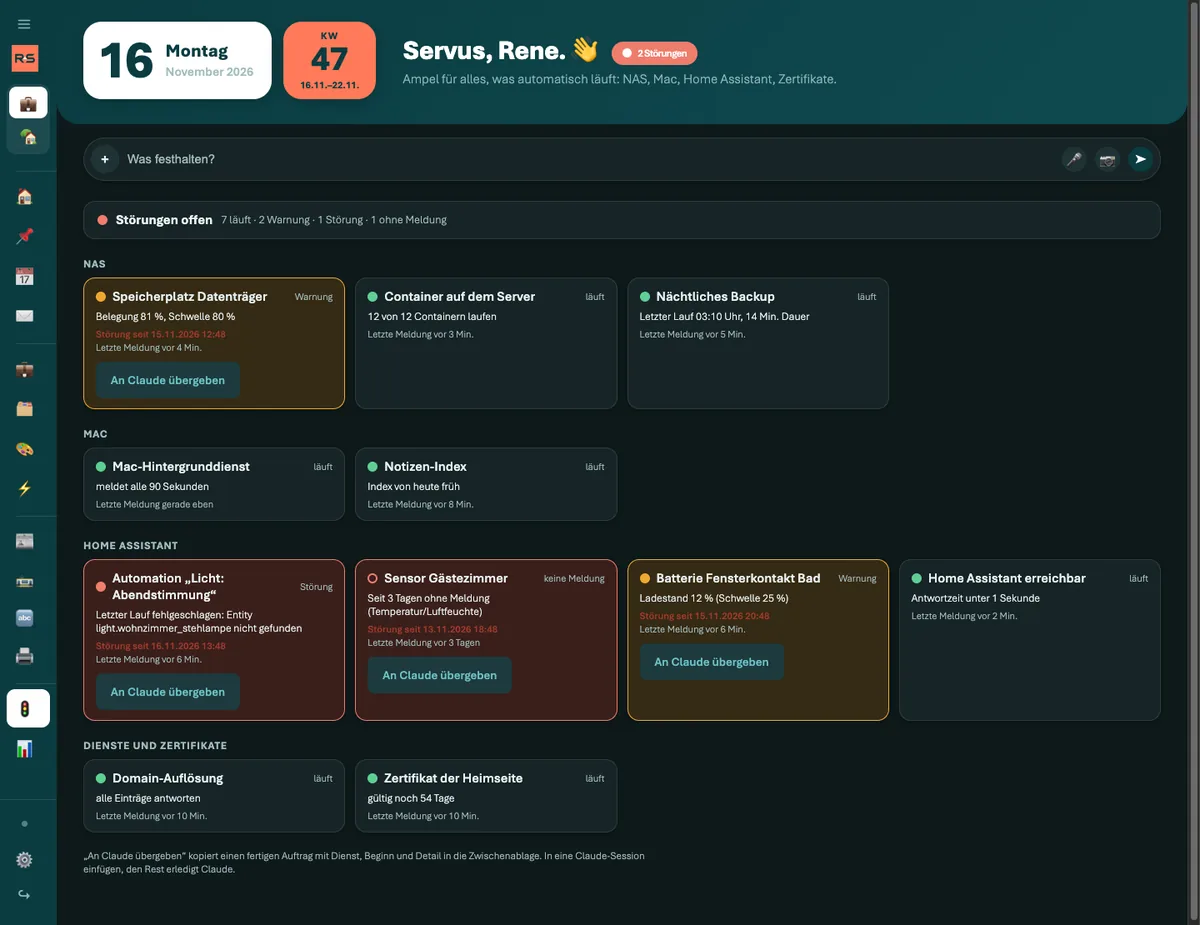 RS
16
Montag
November 2026
KW
47
16.11.–22.11.
Servus, Rene. 👋
2 Störungen
Ampel für alles, was automatisch läuft: NAS, Mac, Home Assistant, Zertifikate.
+ Was festhalten?
Störungen offen 7 läuft · 2 Warnung · 1 Störung · 1 ohne Meldung
NAS
Speicherplatz Datenträger Warnung
Belegung 81 %, Schwelle 80 %
Störung seit 15.11.2026 12:48
Letzte Meldung vor 4 Min.
An Claude übergeben
Container auf dem Server läuft
12 von 12 Containern laufen
Letzte Meldung vor 3 Min.
Nächtliches Backup läuft
Letzter Lauf 03:10 Uhr, 14 Min. Dauer
Letzte Meldung vor 5 Min.
MAC
Mac-Hintergrunddienst läuft
meldet alle 90 Sekunden
Letzte Meldung gerade eben
Notizen-Index läuft
Index von heute früh
Letzte Meldung vor 8 Min.
HOME ASSISTANT
Automation „Licht:
Abendstimmung“ Störung
Letzter Lauf fehlgeschlagen: Entity
light.wohnzimmer_stehlampe nicht gefunden
Störung seit 16.11.2026 13:48
Letzte Meldung vor 6 Min.
An Claude übergeben
Sensor Gästezimmer keine Meldung
Seit 3 Tagen ohne Meldung
(Temperatur/Luftfeuchte)
Störung seit 13.11.2026 18:48
Letzte Meldung vor 3 Tagen
An Claude übergeben
Batterie Fensterkontakt Bad Warnung
Ladestand 12 % (Schwelle 25 %)
Störung seit 15.11.2026 20:48
Letzte Meldung vor 6 Min.
An Claude übergeben
Home Assistant erreichbar läuft
Antwortzeit unter 1 Sekunde
Letzte Meldung vor 2 Min.
DIENSTE UND ZERTIFIKATE
Domain-Auflösung läuft
alle Einträge antworten
Letzte Meldung vor 10 Min.
Zertifikat der Heimseite läuft
gültig noch 54 Tage
Letzte Meldung vor 10 Min.
„An Claude übergeben“ kopiert einen fertigen Auftrag mit Dienst, Beginn und Detail in die Zwischenablage. In eine Claude-Session
einfügen, den Rest erledigt Claude.
17
abc